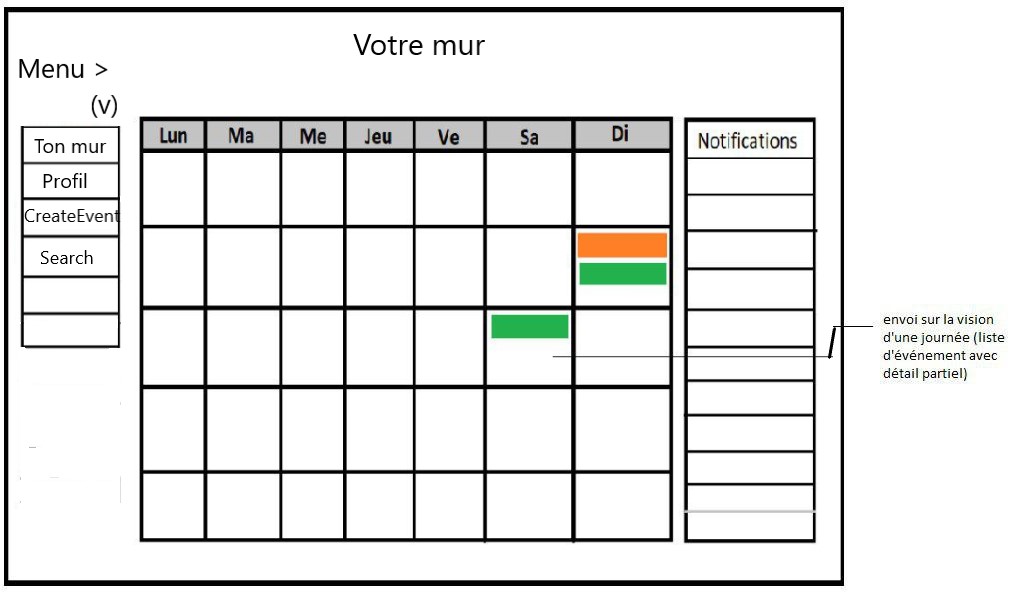 Votre mur
Menu >
(v)
Ton mur
Profil
CreateEvent
Search
Lun Ma Me Jeu Ve Sa Di
Notifications
envoi sur la vision
d'une journée (liste
d'événement avec
détail partiel)